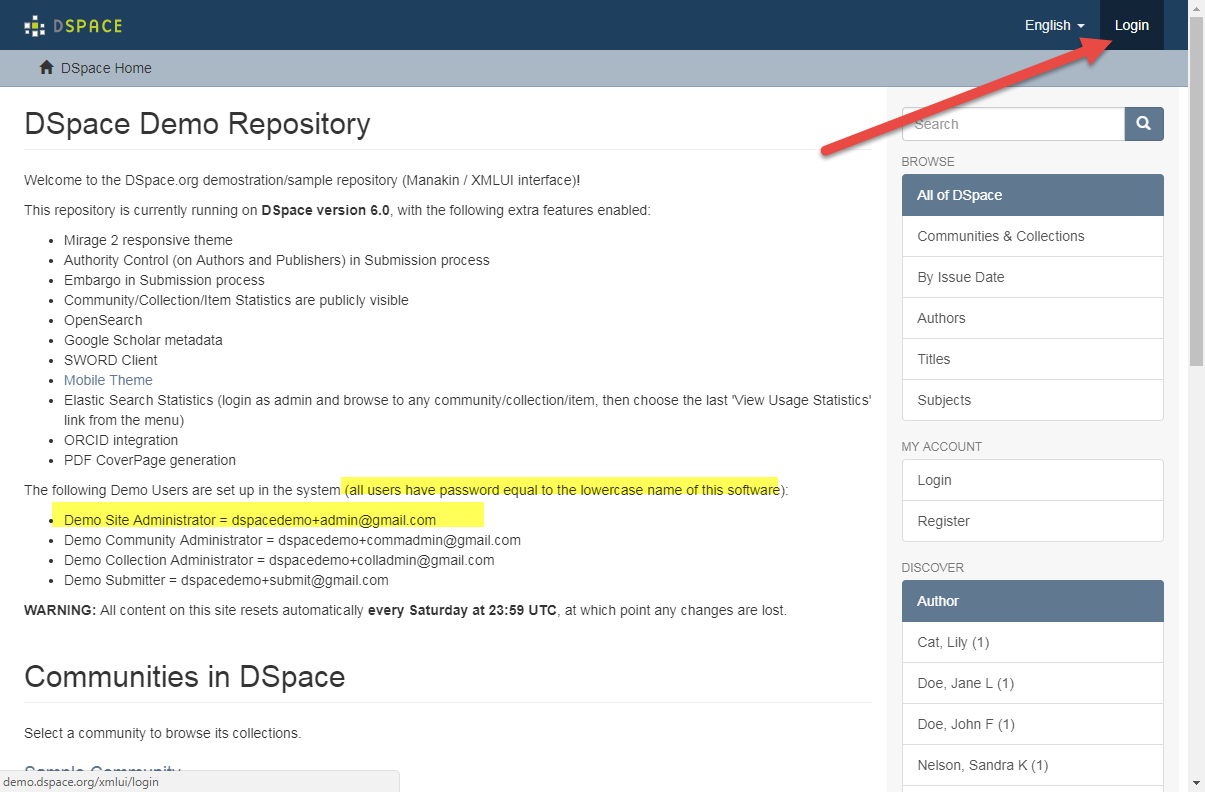 DSPACE
English
Login
DSpace Home
DSpace Demo Repository
Welcome to the DSpace.org demostration/sample repository (Manakin / XMLUI interface)!
This repository is currently running on DSpace version 6.0, with the following extra features enabled:
Mirage 2 responsive theme
Authority Control (on Authors and Publishers) in Submission process
Embargo in Submission process
Community/Collection/Item Statistics are publicly visible
OpenSearch
Google Scholar metadata
SWORD Client
Mobile Theme
Elastic Search Statistics (login as admin and browse to any community/collection/item, then choose the last 'View Usage Statistics'
link from the menu)
ORCID integration
PDF CoverPage generation
The following Demo Users are set up in the system (all users have password equal to the lowercase name of this software):
Demo Site Administrator = dspacedemo+admin@gmail.com
Demo Community Administrator = dspacedemo+commadmin@gmail.com
Demo Collection Administrator = dspacedemo+colladmin@gmail.com
Demo Submitter = dspacedemo+submit@gmail.com
WARNING: All content on this site resets automatically every Saturday at 23:59 UTC, at which point any changes are lost.
Communities in DSpace
Select a community to browse its collections.
Sample Community
demo.dspace.org/xmlui/login
Search
BROWSE
All of DSpace
Communities & Collections
By Issue Date
Authors
Titles
Subjects
MY ACCOUNT
Login
Register
DISCOVER
Author
Cat, Lily (1)
Doe, Jane L (1)
Doe, John F (1)
Nelson, Sandra K (1)